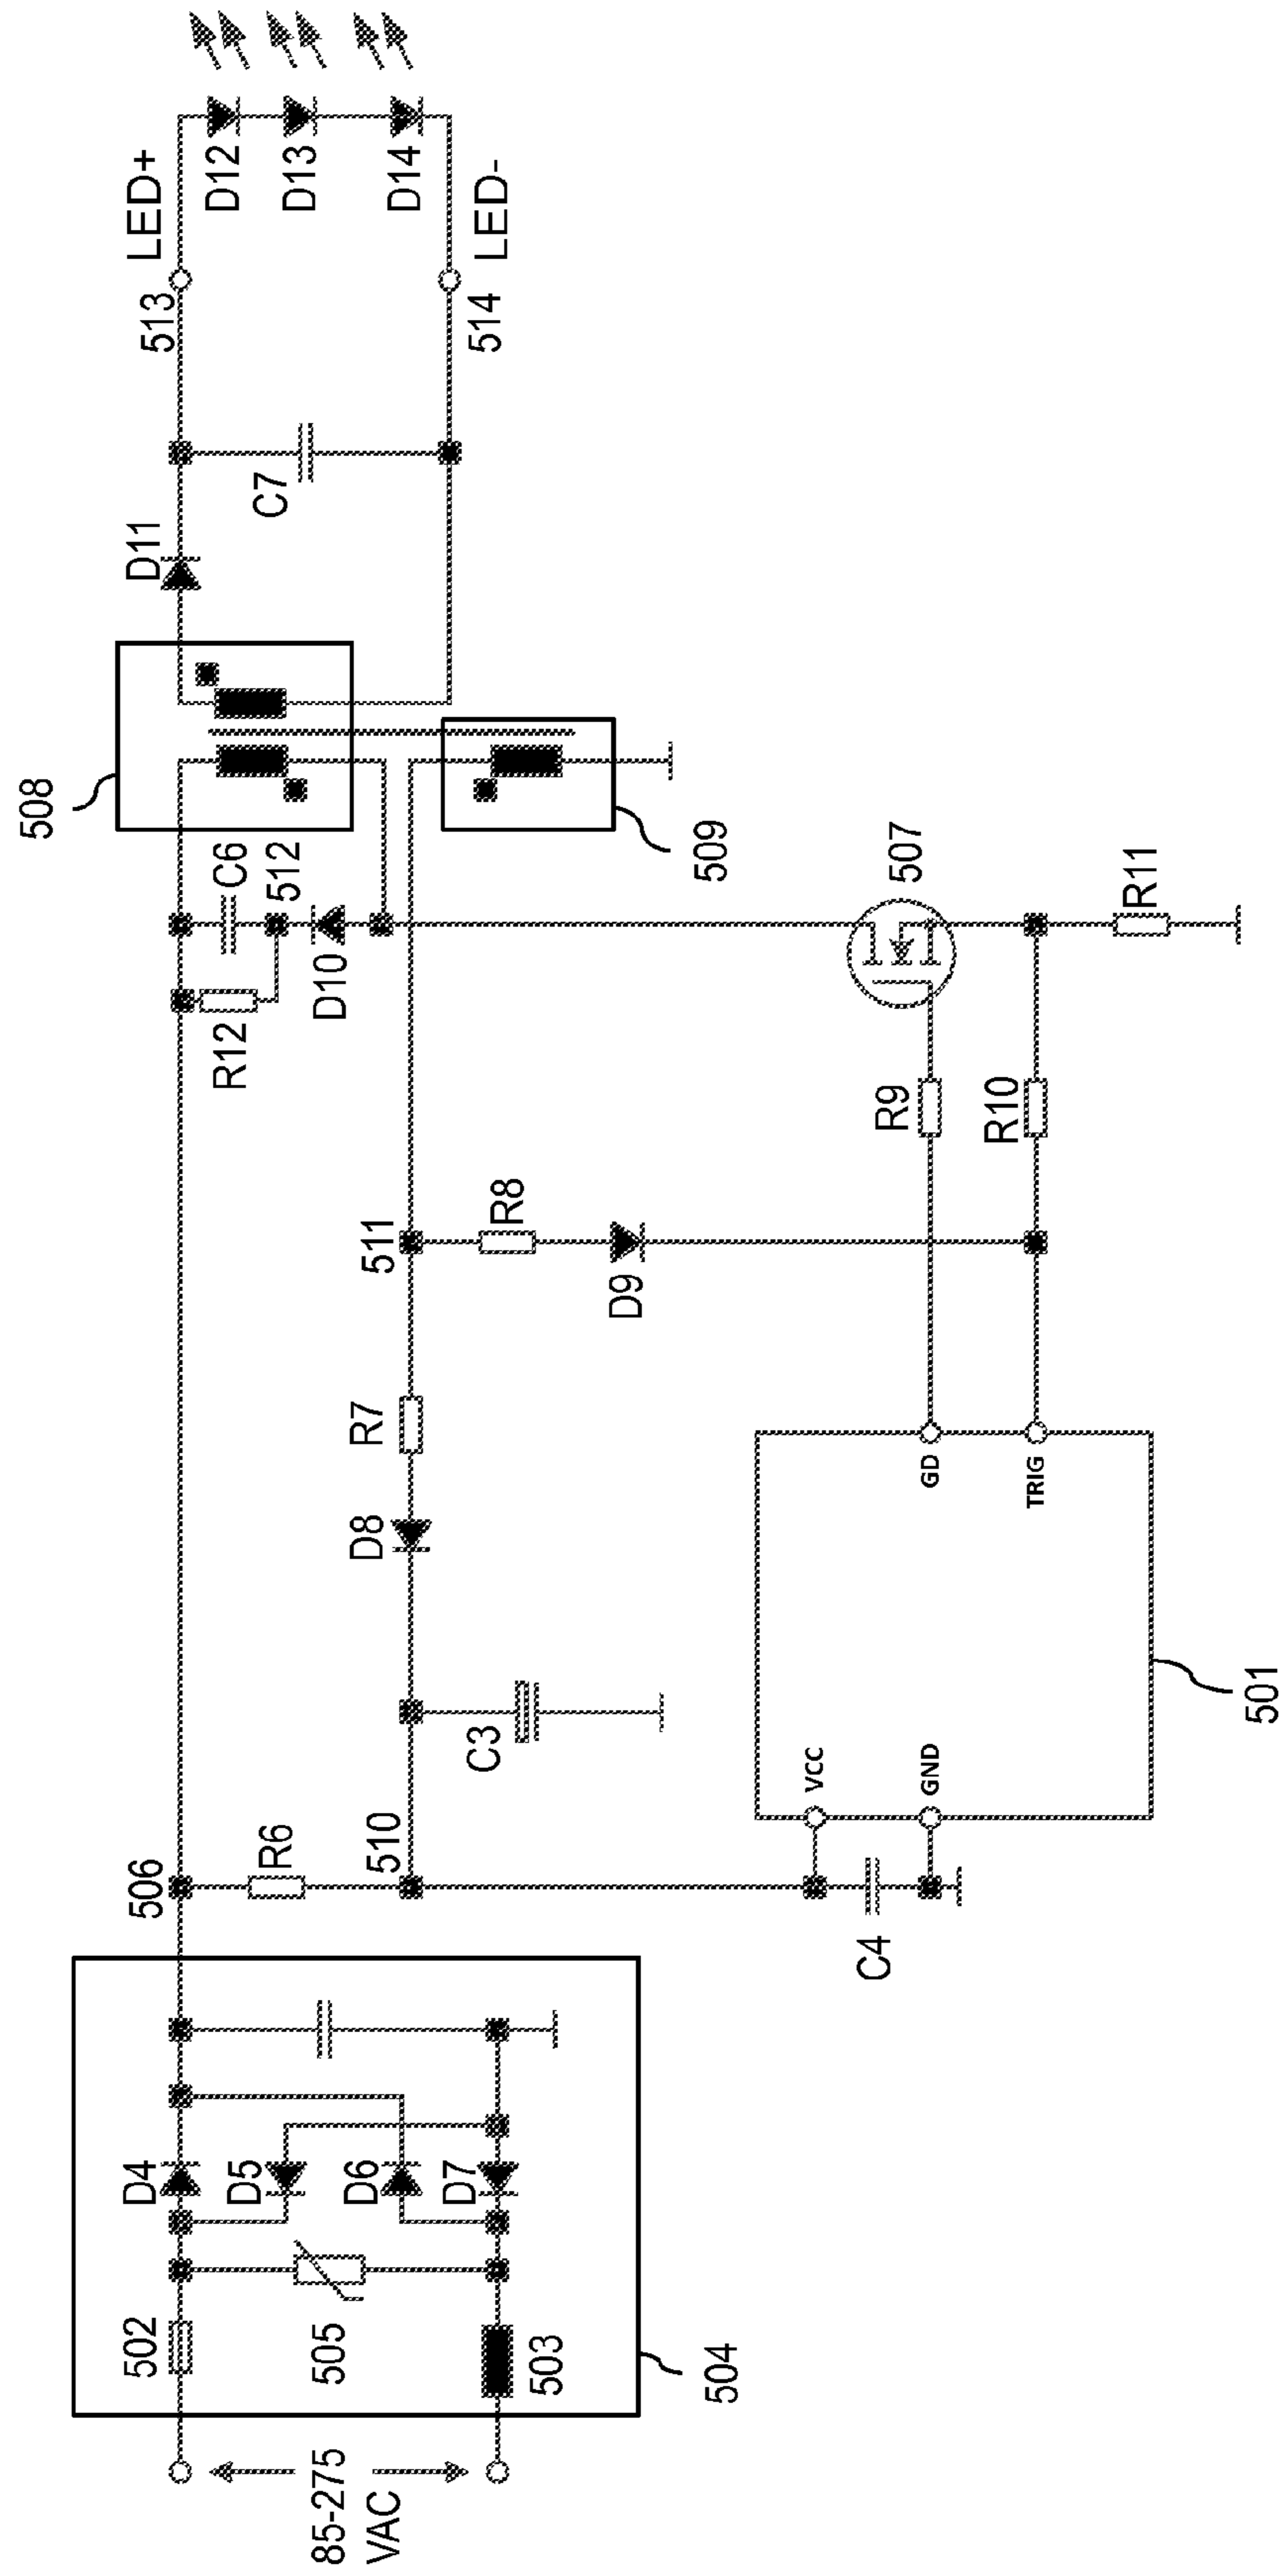 85-275
VAC
502
505
503
504
D4
D5
D6
D7
506
R6
510
C3
C4
VCC
GND
501
GD
TRIG
D8
R7
511
R8
D9
R9
R10
R12
C6
512
D10
507
R11
508
509
D11
C7
513
LED+
514
LED-
D12
D13
D14